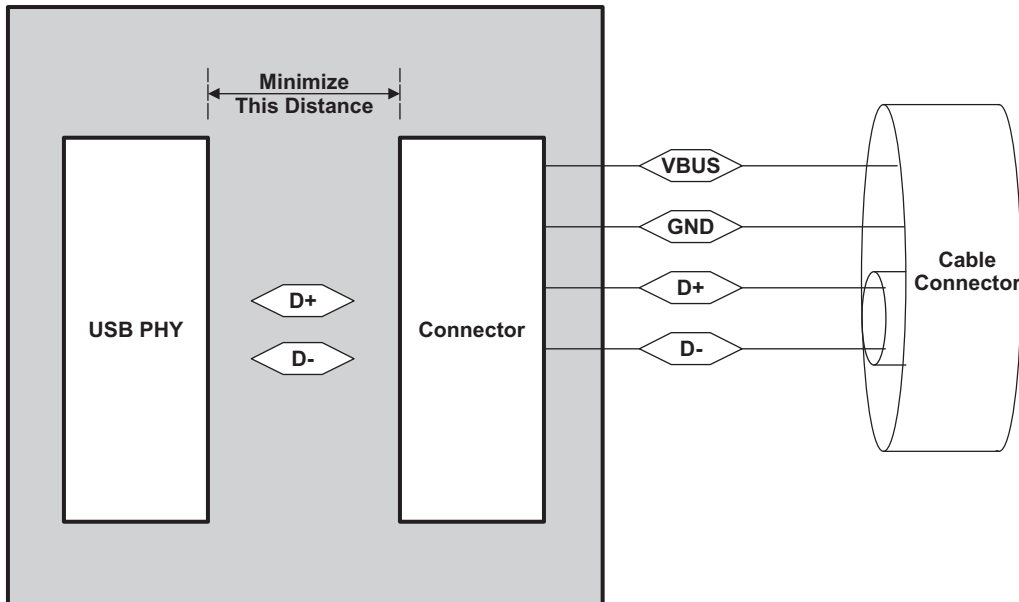 Minimize
This Distance
USB PHY
D+
D-
Connector
VBUS
GND
D+
D-
Cable
Connector